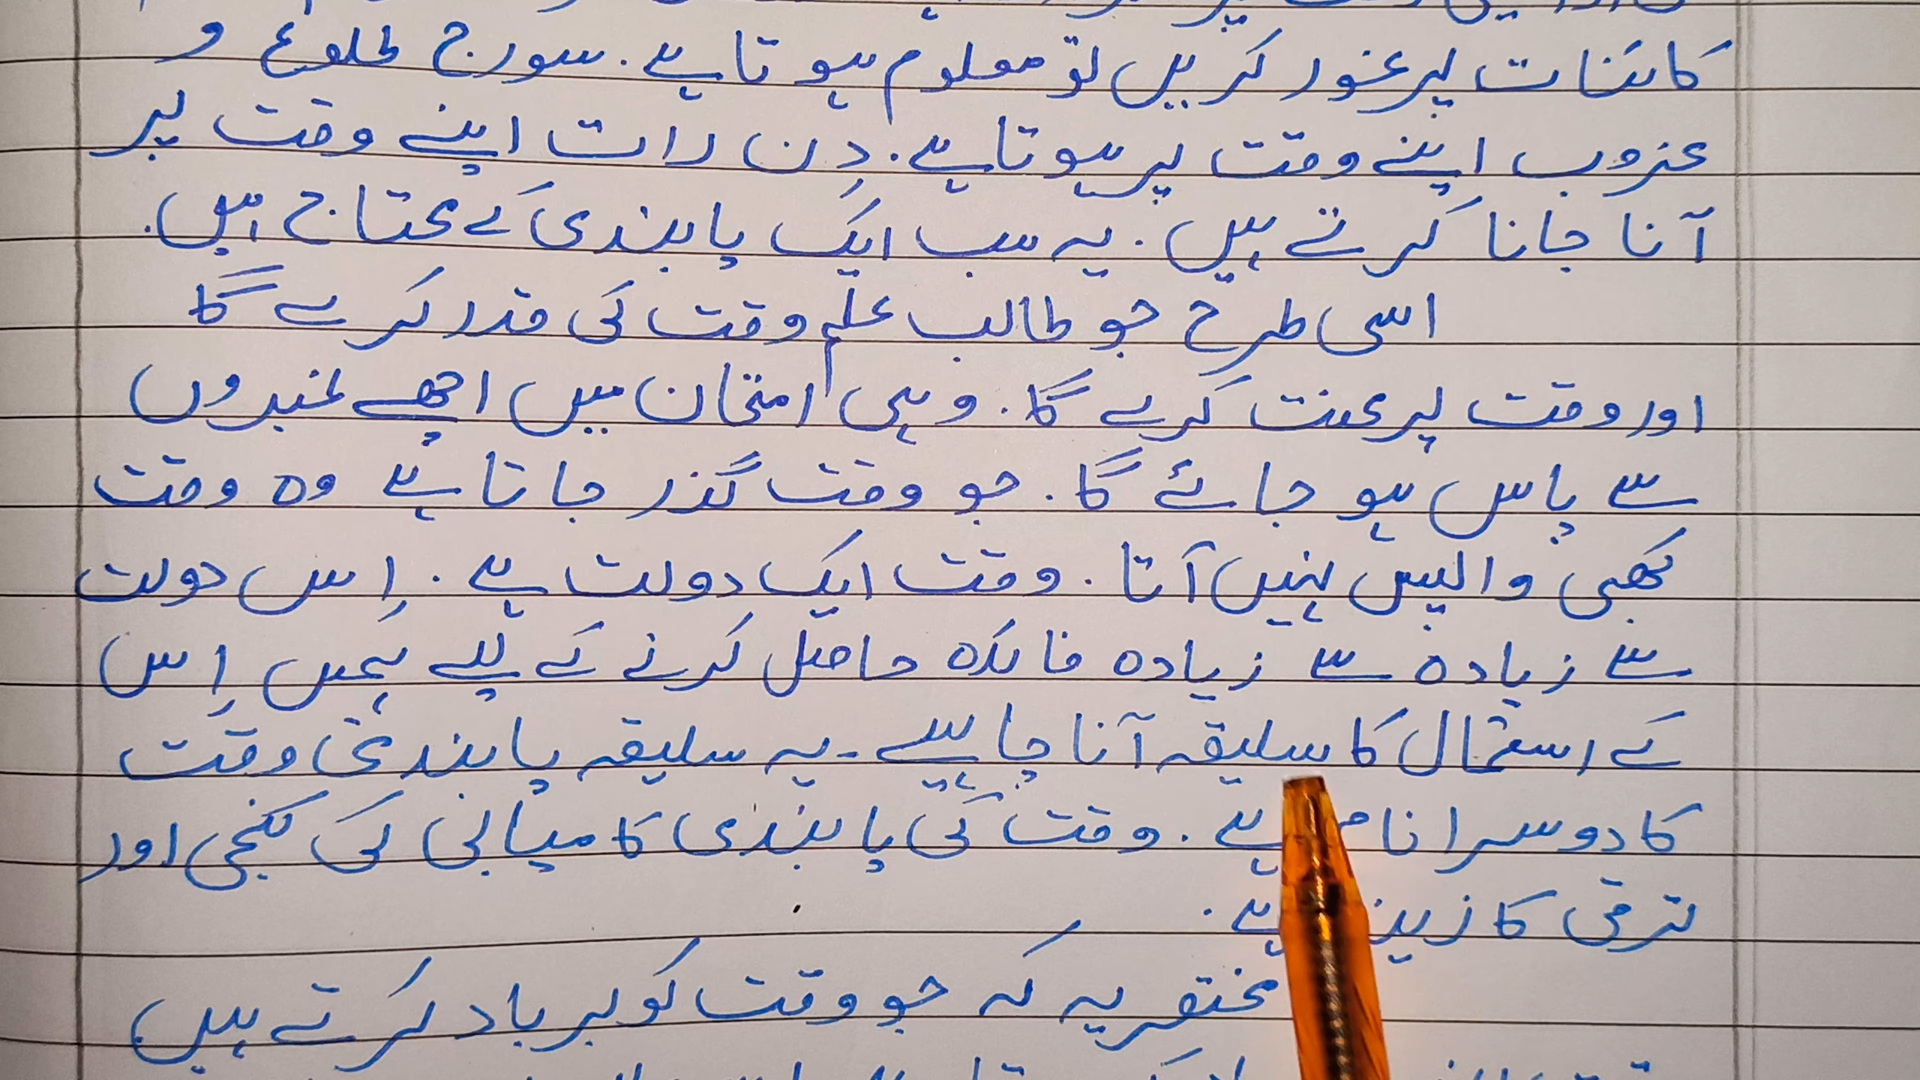 کائنات پر غور کریں تو معلوم ہوتا ہے. سورج طلوع و
غروب اپنے وقت پر ہوتا ہے. دِن رات اپنے وقت پر
آنا جانا کرتے ہیں. یہ سب ایک پابندی کے محتاج ہیں.
اسی طرح جو طالب علم وقت کی قدر کرے گا
اور وقت پر محنت کرے گا. وہی امتحان میں اچھے نمبروں
سے پاس ہو جائے گا. جو وقت گذر جاتا ہے وہ وقت
کبھی واپس نہیں آتا. وقت ایک دولت ہے. اِس دولت
سے زیادہ سے زیادہ فائدہ حاصل کرنے کے لیے ہمیں اِس
کے استعمال کا سلیقہ آنا چاہیے۔ یہ سلیقہ پابندئ وقت
کا دوسرا نام ہے. وقت کی پابندی کامیابی کی کنجی اور
ترقی کا زینہ ہے.
مختصر یہ کہ جو وقت کو برباد کرتے ہیں